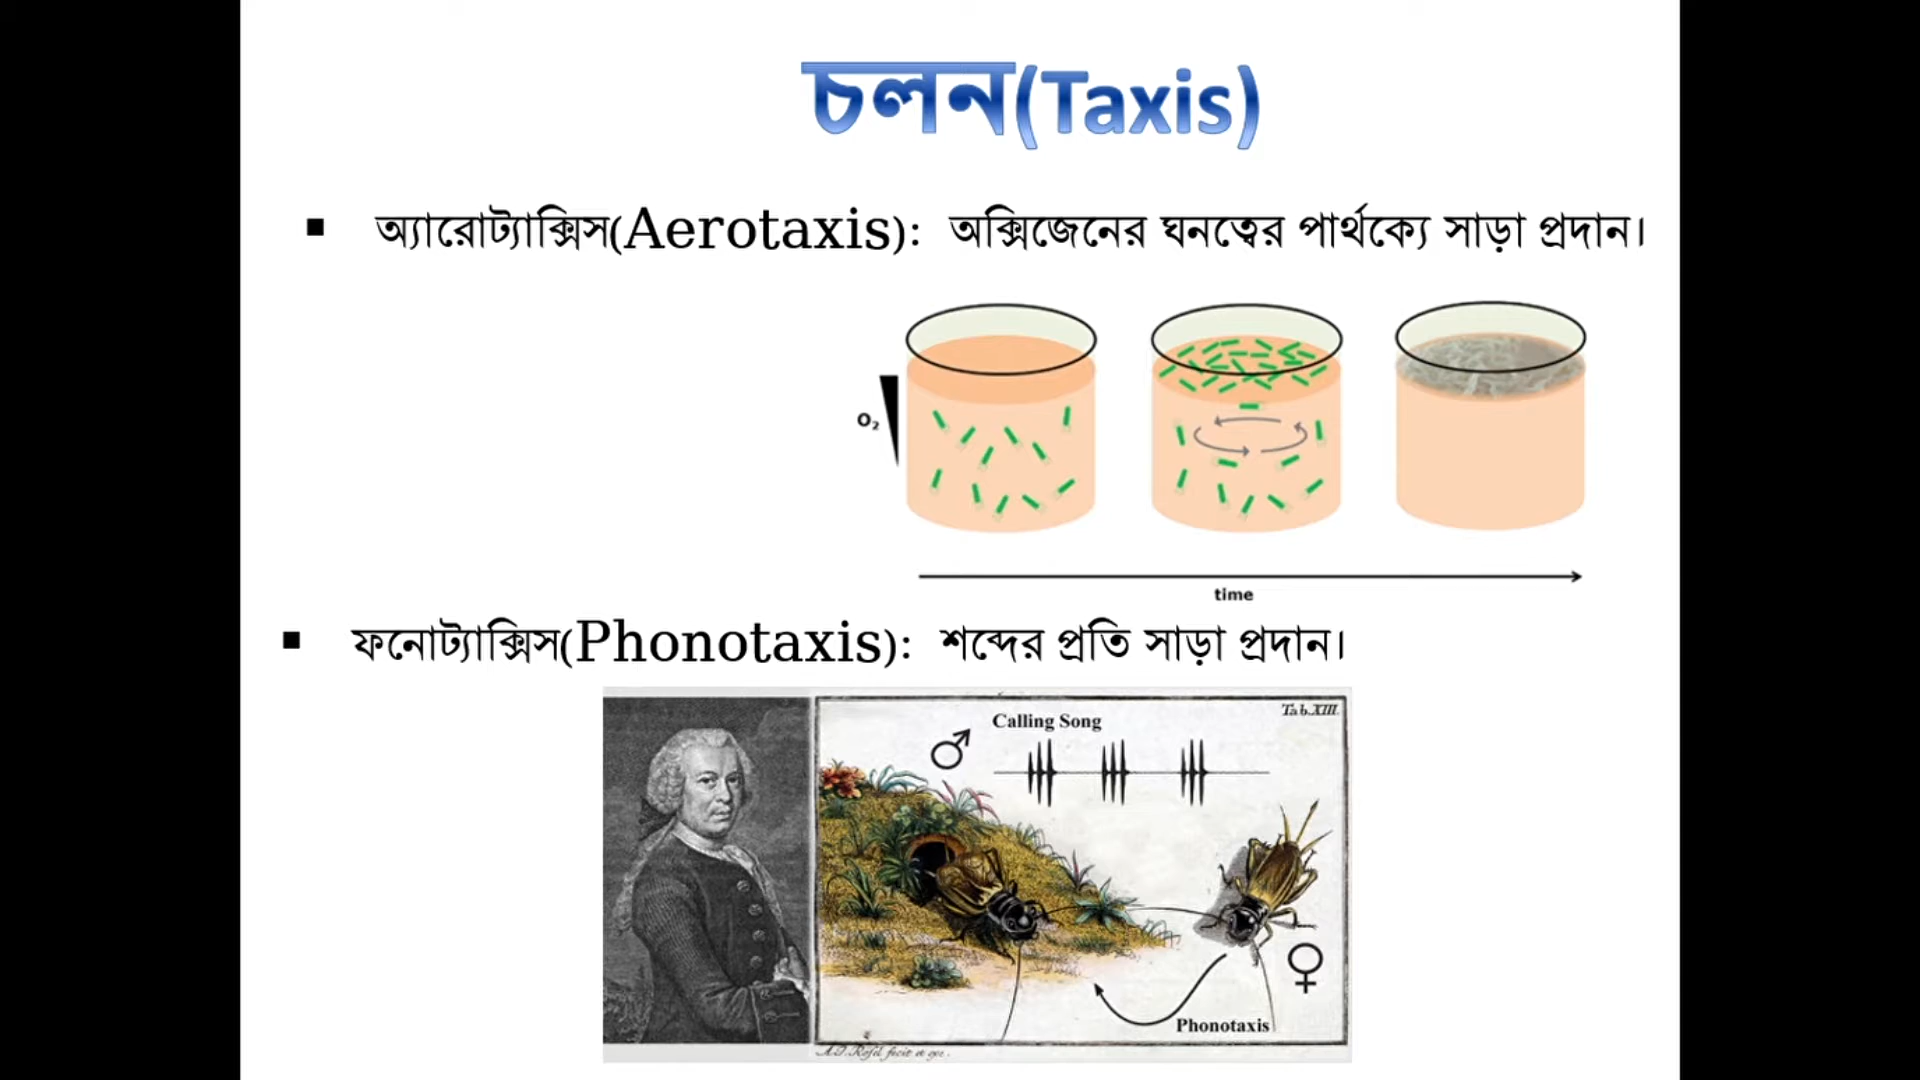 চলন(Taxis)
▪ অ্যারোট্যাক্সিস(Aerotaxis): অক্সিজেনের ঘনত্বের পার্থক্যে সাড়া প্রদান।
O₂
time
▪ ফনোট্যাক্সিস(Phonotaxis): শব্দের প্রতি সাড়া প্রদান।
Tab.XIII.
Calling Song
♂
♀
Phonotaxis